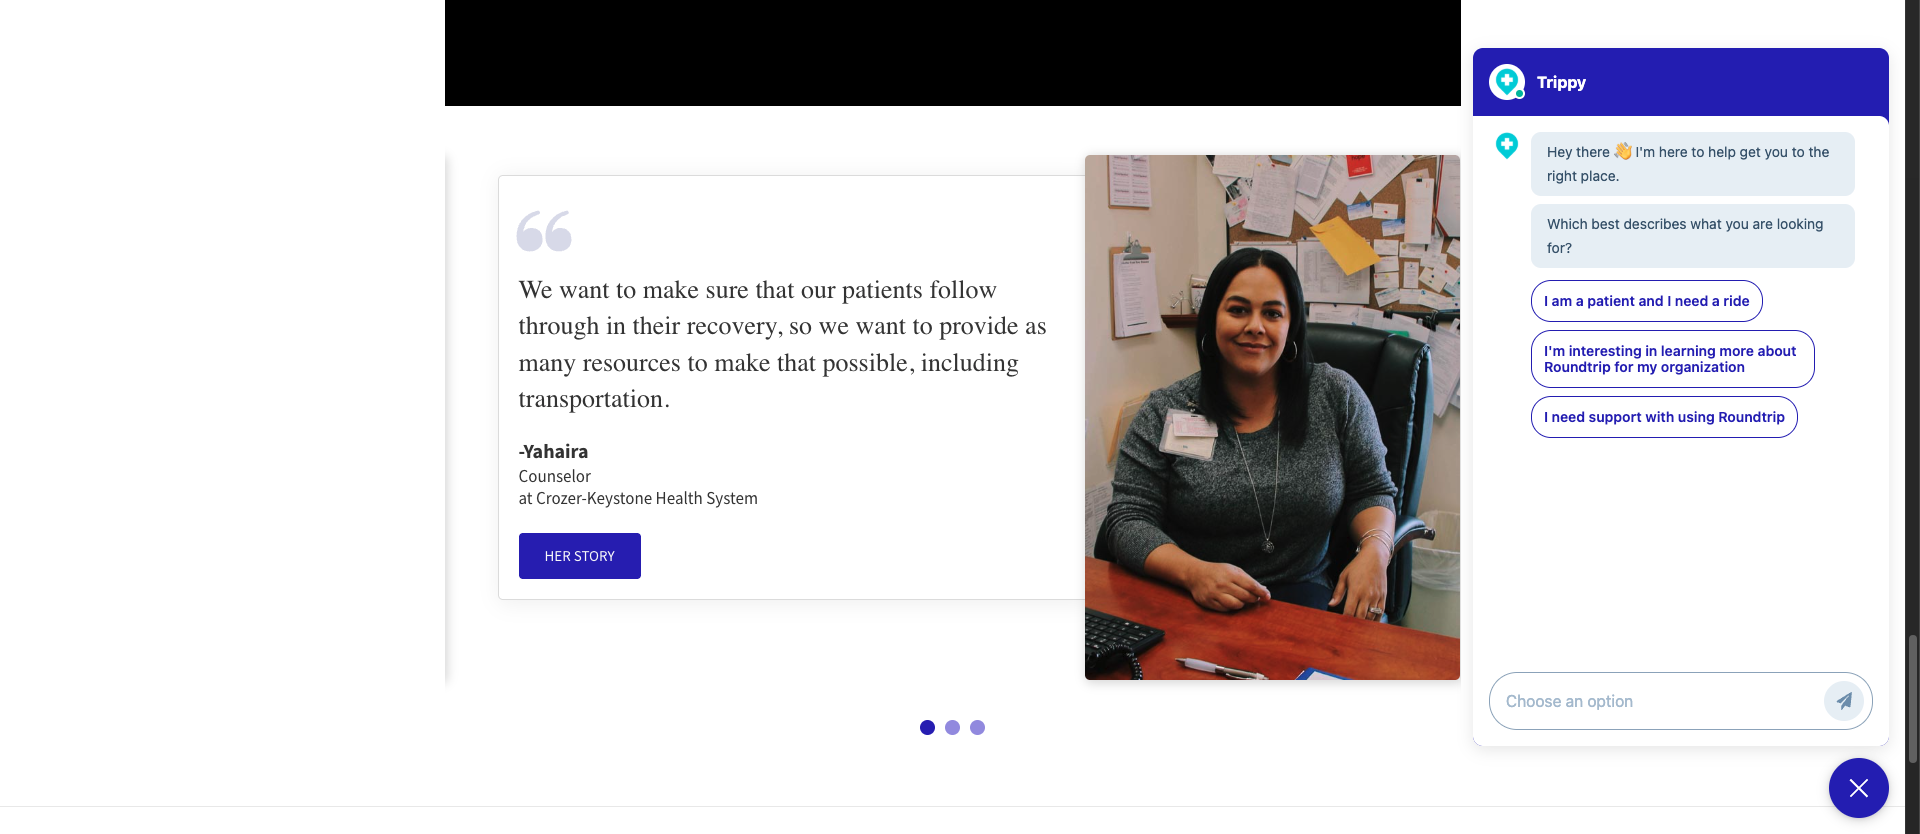 We want to make sure that our patients follow
through in their recovery, so we want to provide as
many resources to make that possible, including
transportation.
-Yahaira
Counselor
at Crozer-Keystone Health System
HER STORY
Trippy
Hey there 👋 I'm here to help get you to the
right place.
Which best describes what you are looking
for?
I am a patient and I need a ride
I'm interesting in learning more about
Roundtrip for my organization
I need support with using Roundtrip
Choose an option